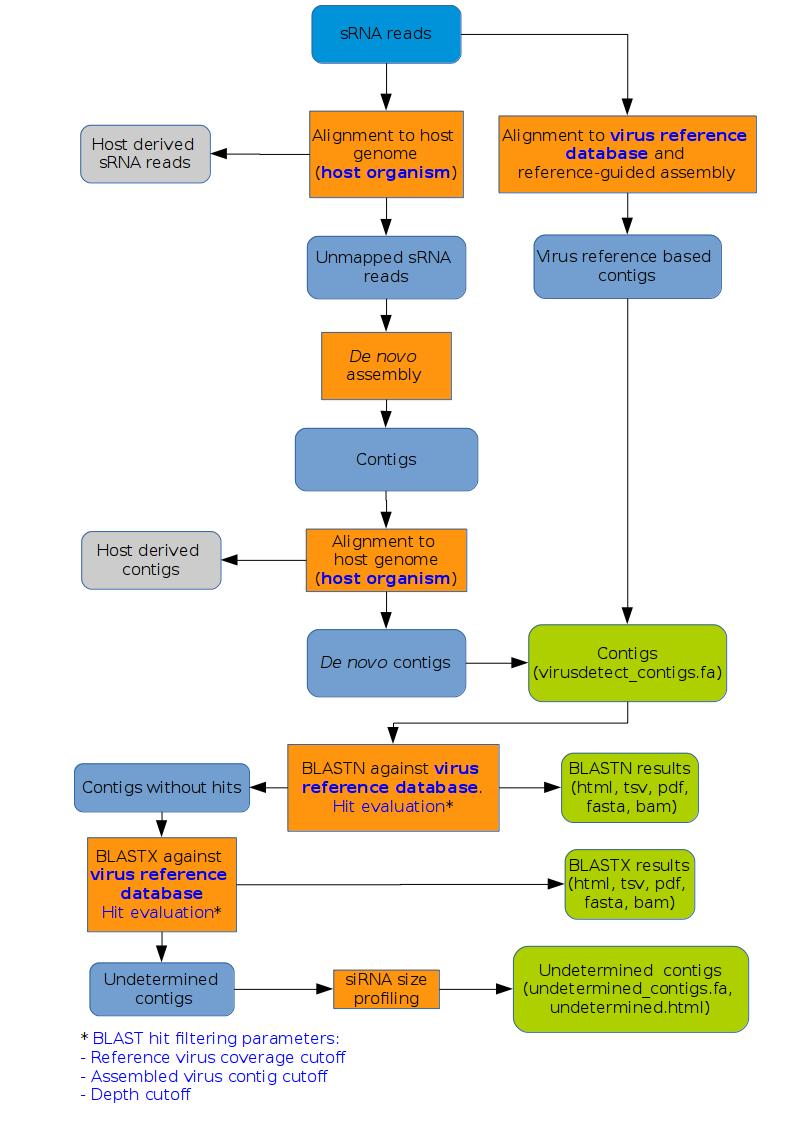 sRNA reads
Host derived
sRNA reads
Alignment to host
genome
(host organism)
Alignment to virus reference
database and
reference-guided assembly
Unmapped sRNA
reads
Virus reference based
contigs
De novo
assembly
Contigs
Host derived
contigs
Alignment to
host genome
(host organism)
De novo contigs
Contigs
(virusdetect_contigs.fa)
Contigs without hits
BLASTN against virus
reference database.
Hit evaluation*
BLASTN results
(html, tsv, pdf,
fasta, bam)
BLASTX against
virus reference
database
Hit evaluation*
BLASTX results
(html, tsv, pdf,
fasta, bam)
Undetermined
contigs
siRNA size
profiling
Undetermined contigs
(undetermined_contigs.fa,
undetermined.html)
* BLAST hit filtering parameters:
- Reference virus coverage cutoff
- Assembled virus contig cutoff
- Depth cutoff